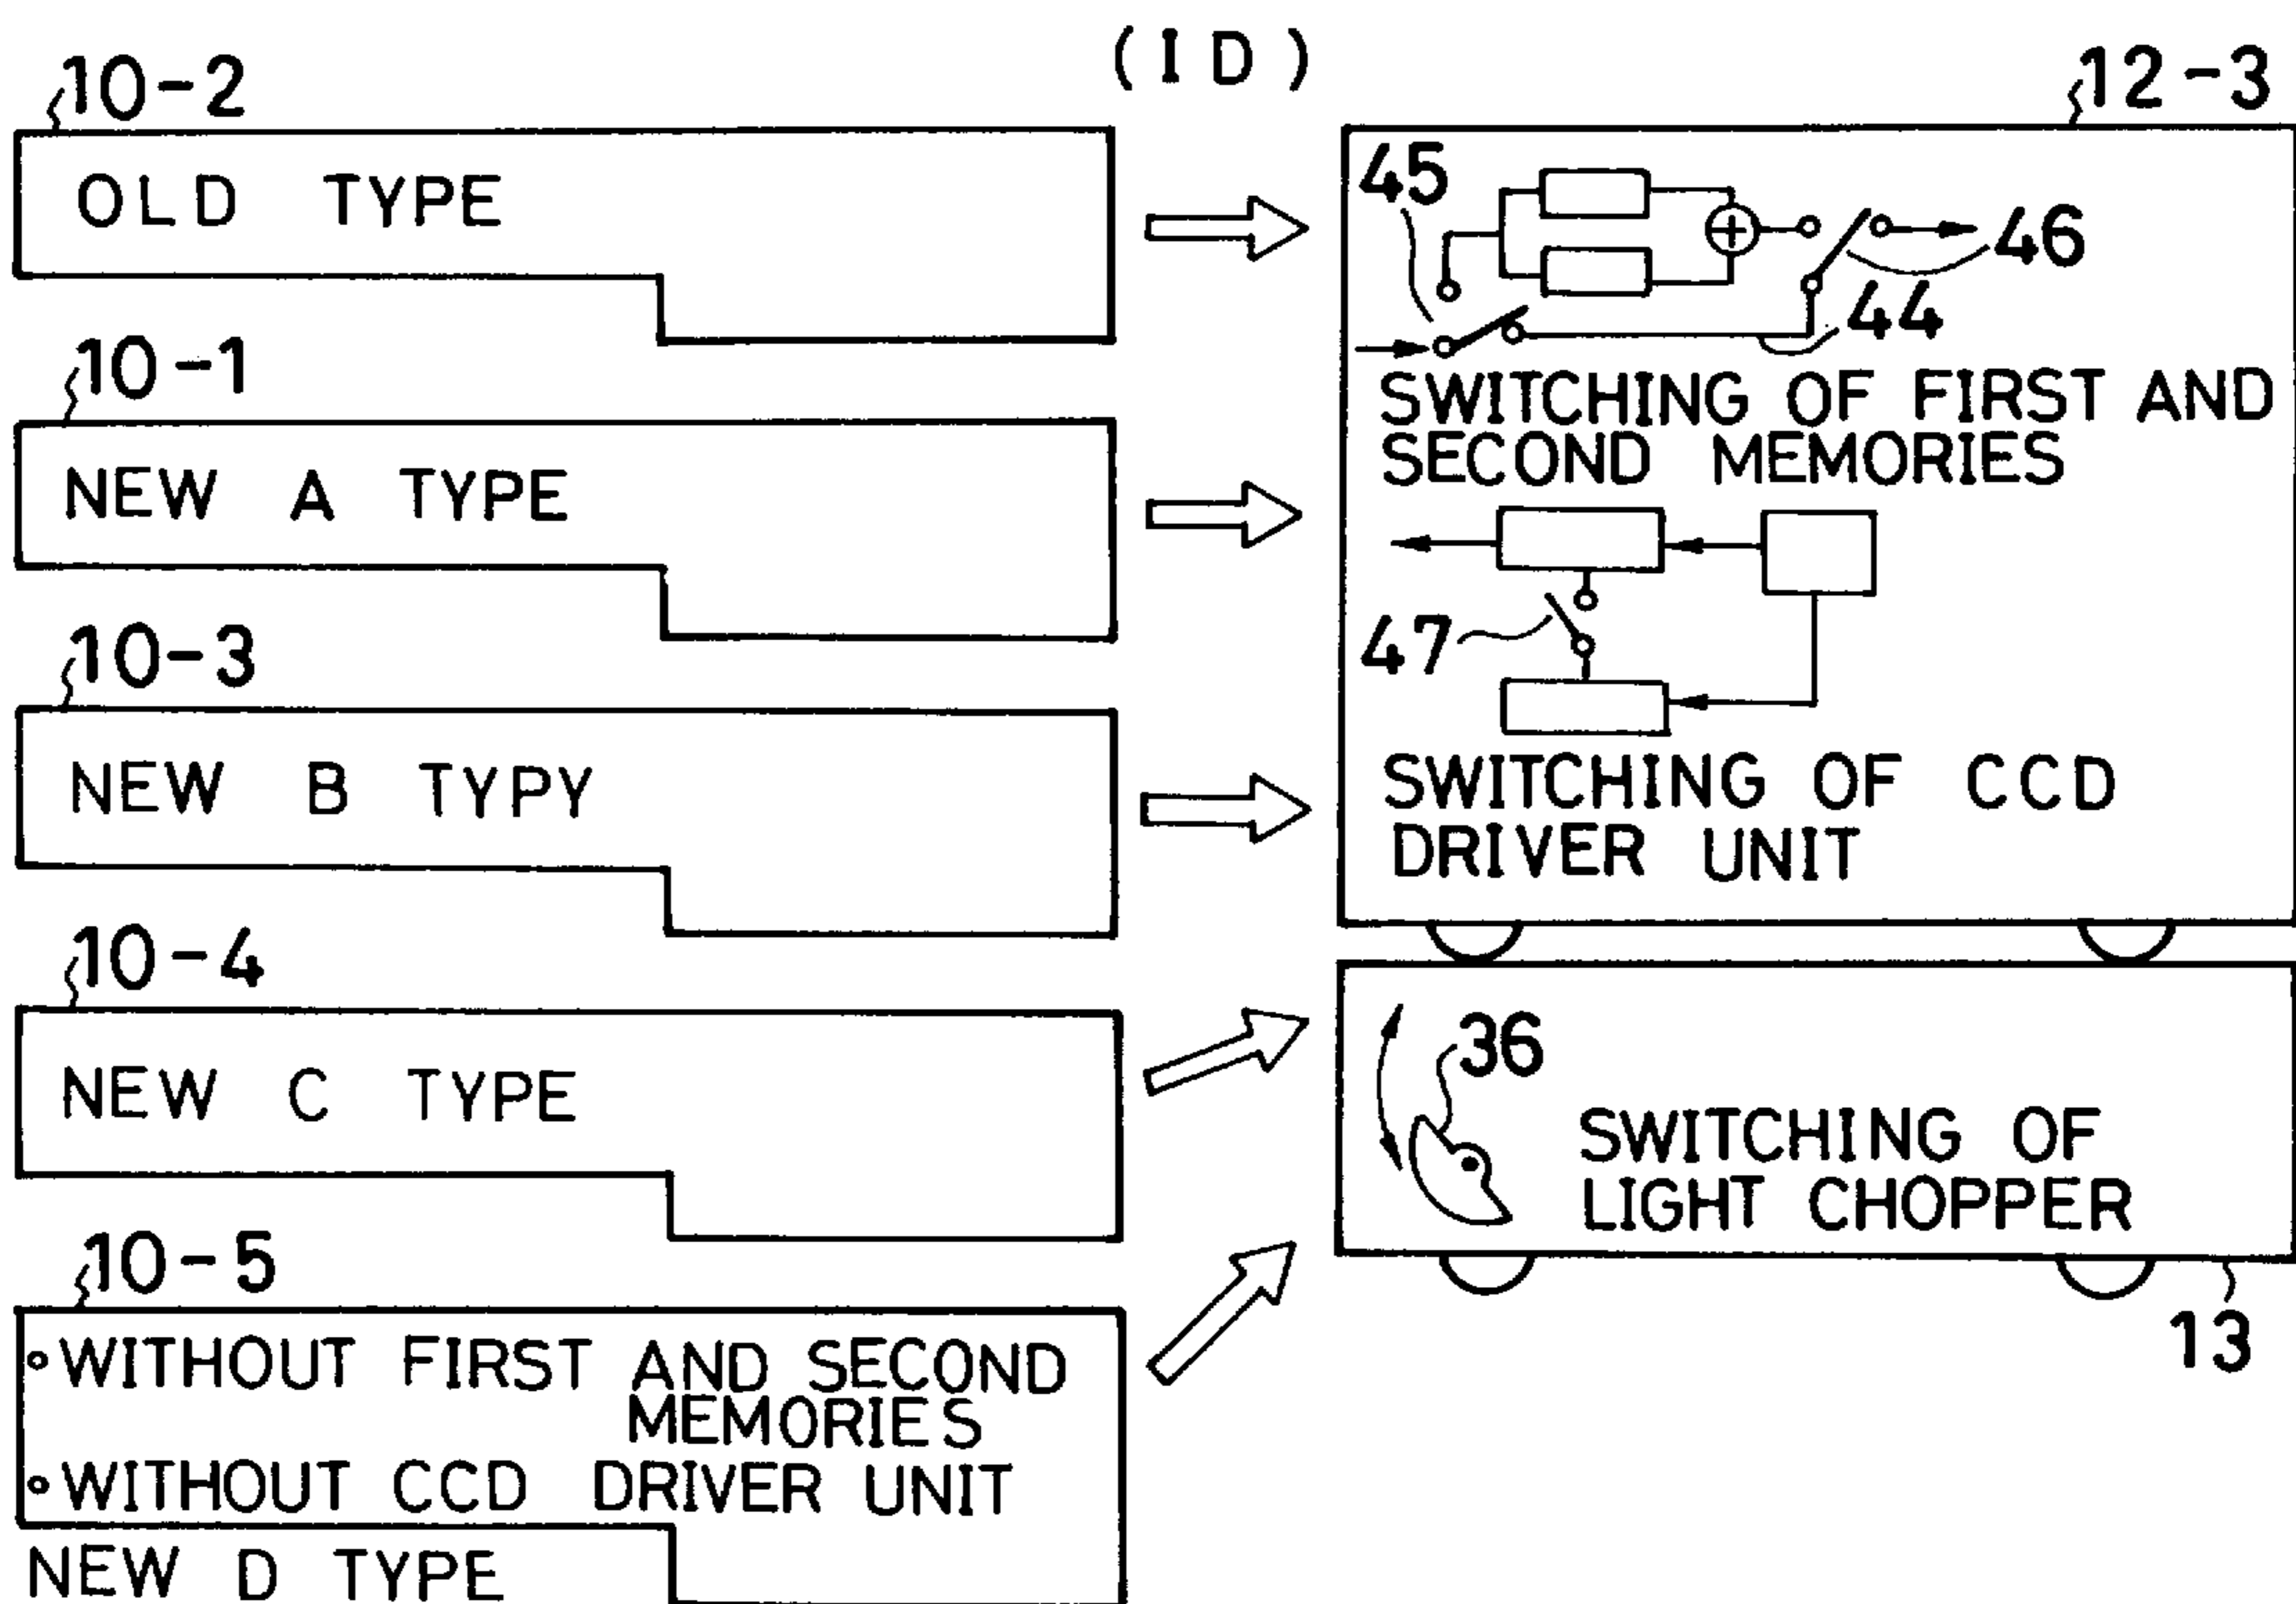 (ID)
10-2
OLD TYPE
10-1
NEW A TYPE
10-3
NEW B TYPY
10-4
NEW C TYPE
10-5
∘WITHOUT FIRST AND SECOND
MEMORIES
∘WITHOUT CCD DRIVER UNIT
NEW D TYPE
12-3
45
46
44
SWITCHING OF FIRST AND
SECOND MEMORIES
47
SWITCHING OF CCD
DRIVER UNIT
36
SWITCHING OF
LIGHT CHOPPER
13